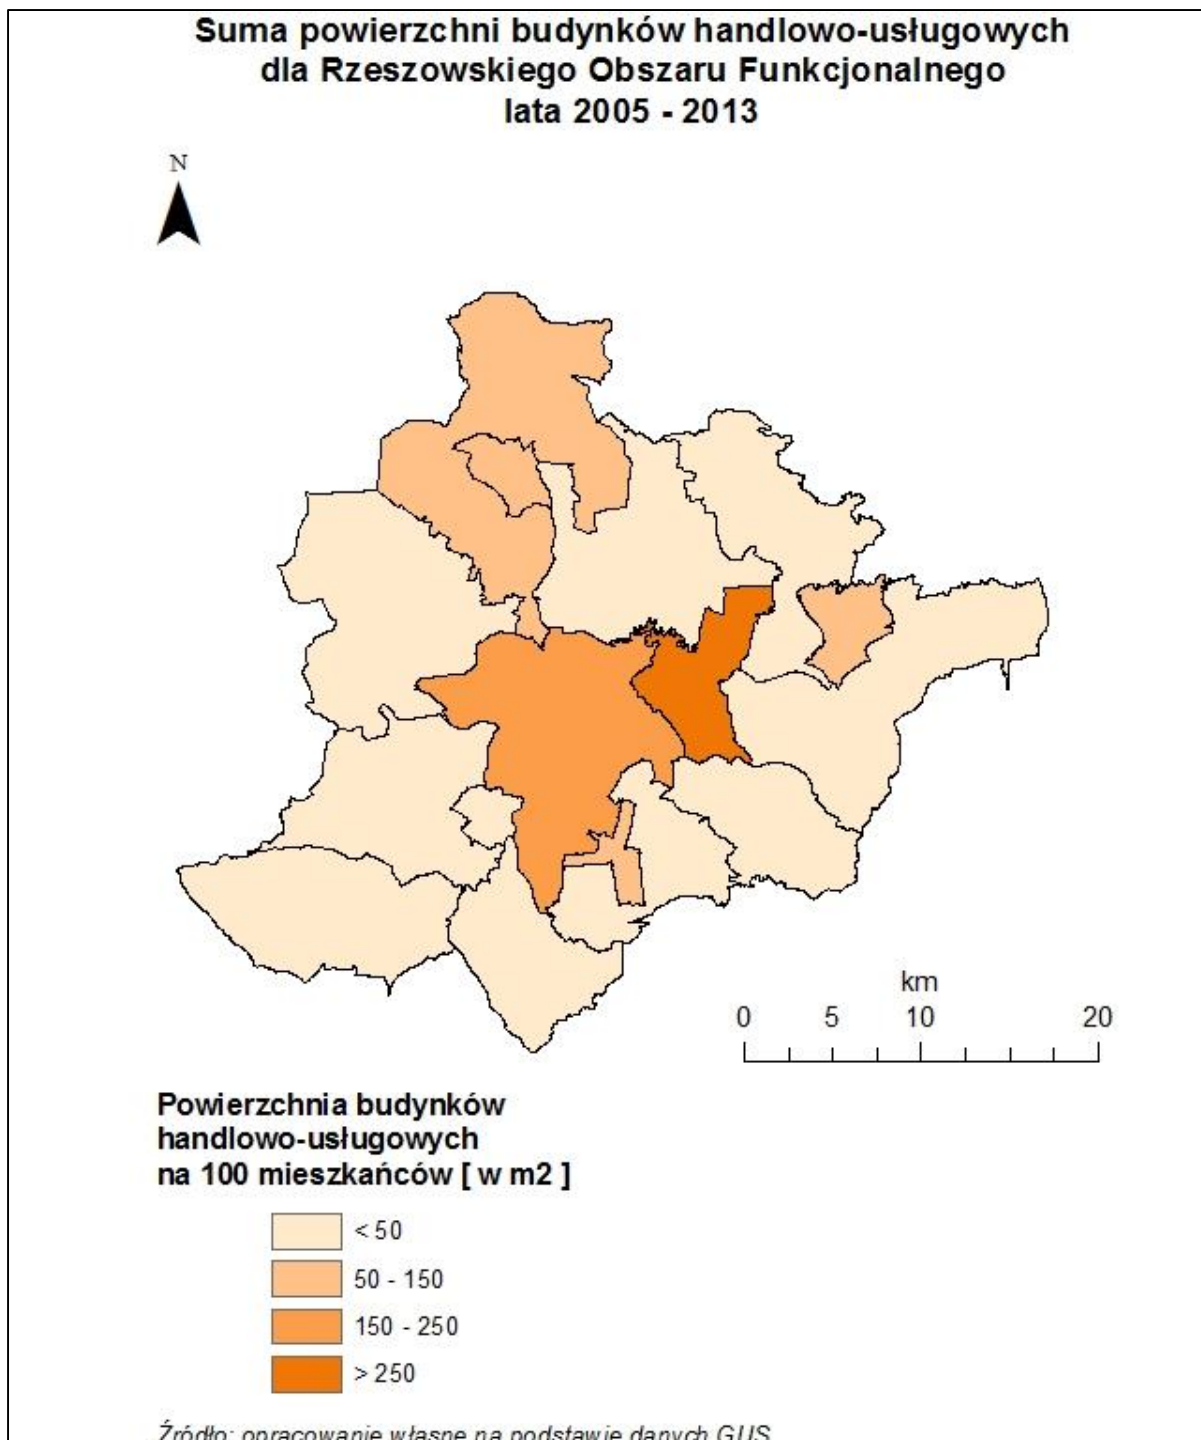 Suma powierzchni budynków handlowo-usługowych
dla Rzeszowskiego Obszaru Funkcjonalnego
lata 2005 - 2013
N
km
0 5 10 20
Powierzchnia budynków
handlowo-usługowych
na 100 mieszkańców [ w m2 ]
< 50
50 - 150
150 - 250
> 250
Źródło: opracowanie własne na podstawie danych GUS